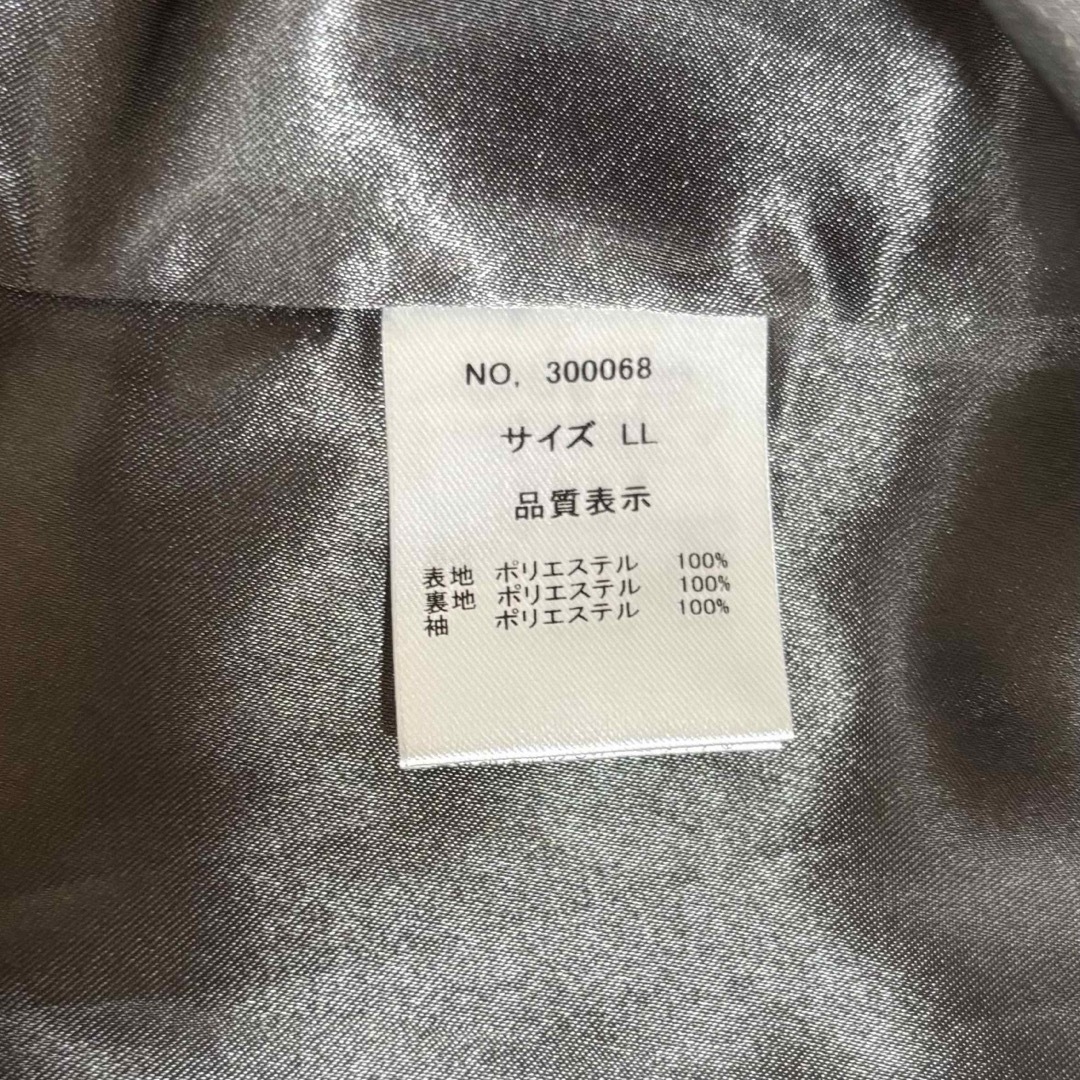 NO. 300068
サイズ LL
品質表示
表地 ポリエステル 100%
裏地 ポリエステル 100%
袖 ポリエステル 100%